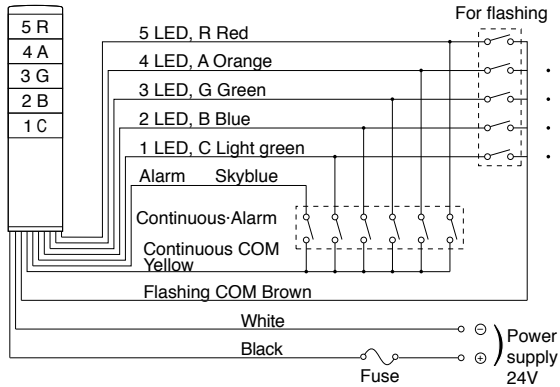 For flashing
5 R
4 A
3 G
2 B
1 C
5 LED, R Red
4 LED, A Orange
3 LED, G Green
2 LED, B Blue
1 LED, C Light green
Alarm Skyblue
Continuous·Alarm
Continuous COM
Yellow
Flashing COM Brown
White
Black
Fuse
⊖
⊕
Power
supply
24V